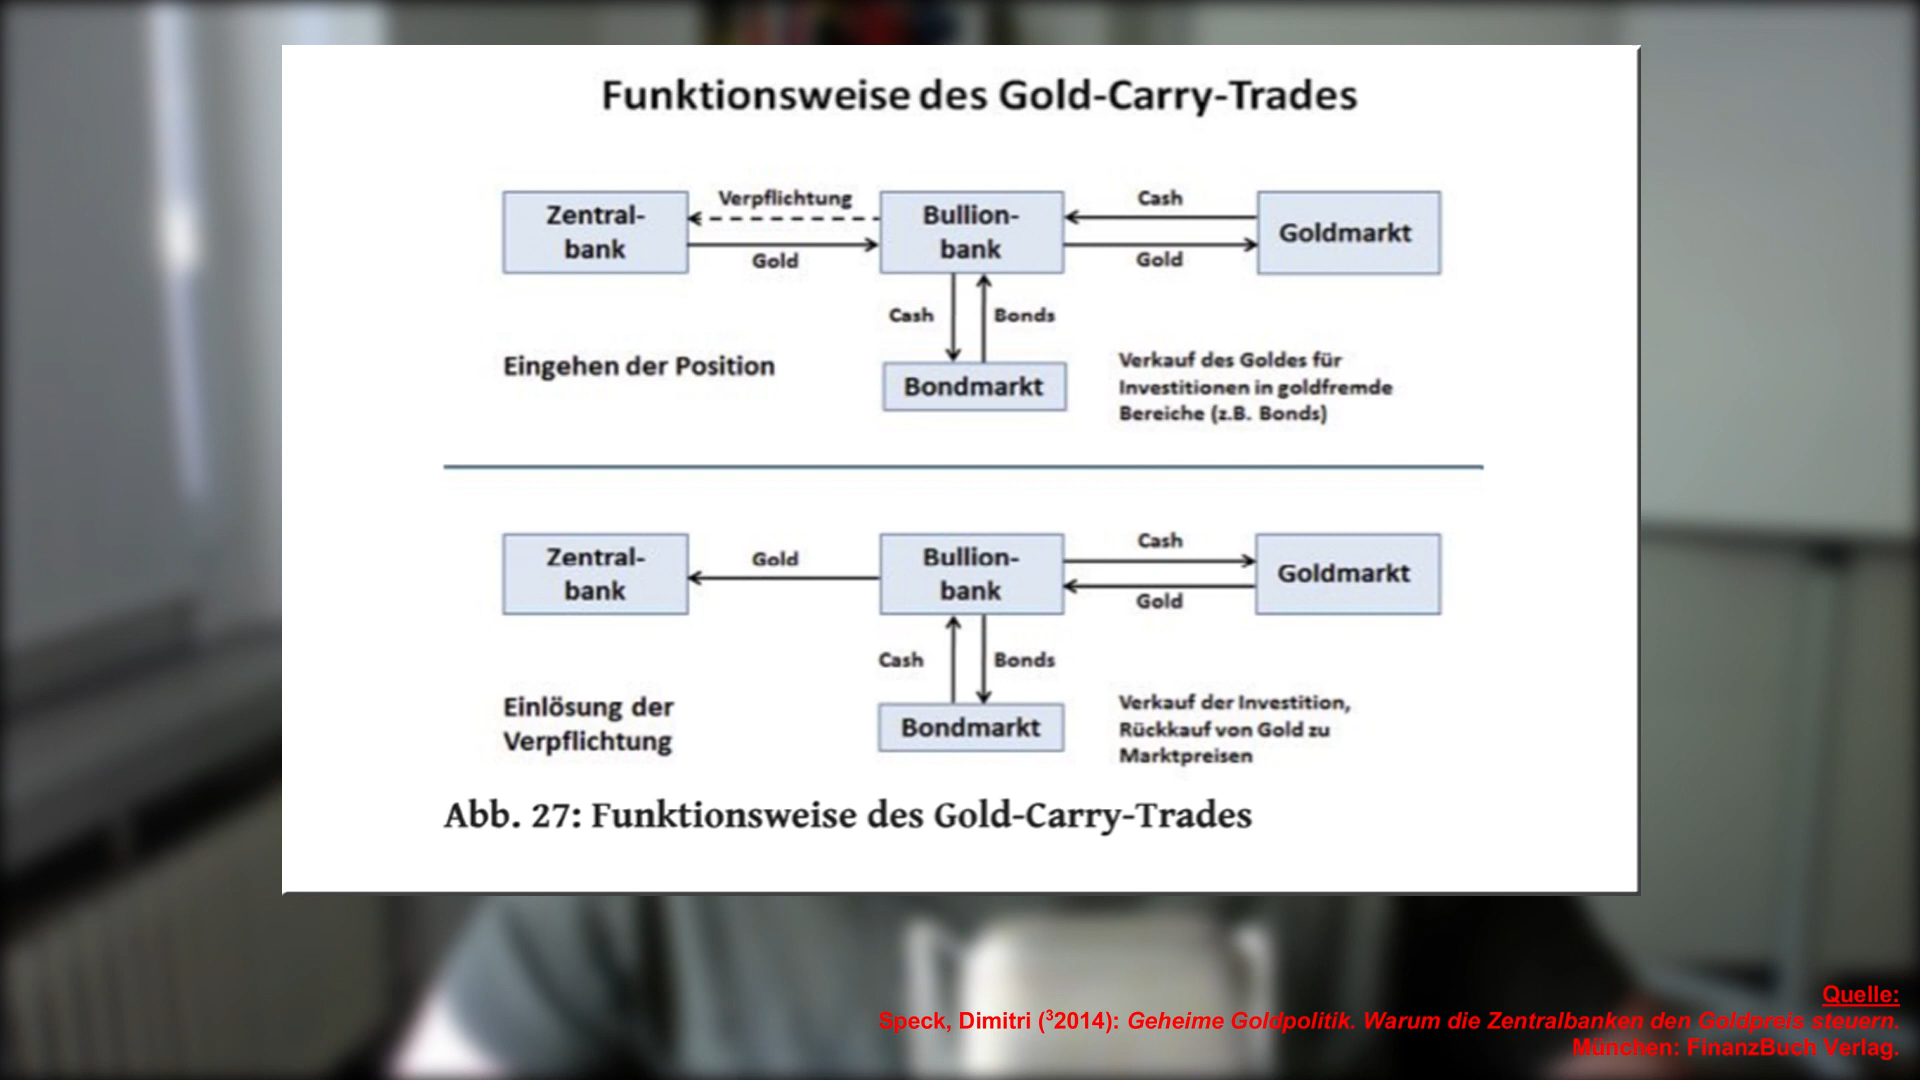 Funktionsweise des Gold-Carry-Trades
Zentral-
bank
Verpflichtung
Gold
Bullion-
bank
Cash
Gold
Goldmarkt
Cash
Bonds
Eingehen der Position
Bondmarkt
Verkauf des Goldes für
Investitionen in goldfremde
Bereiche (z.B. Bonds)
Zentral-
bank
Gold
Bullion-
bank
Cash
Gold
Goldmarkt
Cash
Bonds
Einlösung der
Verpflichtung
Bondmarkt
Verkauf der Investition,
Rückkauf von Gold zu
Marktpreisen
Abb. 27: Funktionsweise des Gold-Carry-Trades
Quelle:
Speck, Dimitri (³2014): Geheime Goldpolitik. Warum die Zentralbanken den Goldpreis steuern.
München: FinanzBuch Verlag.